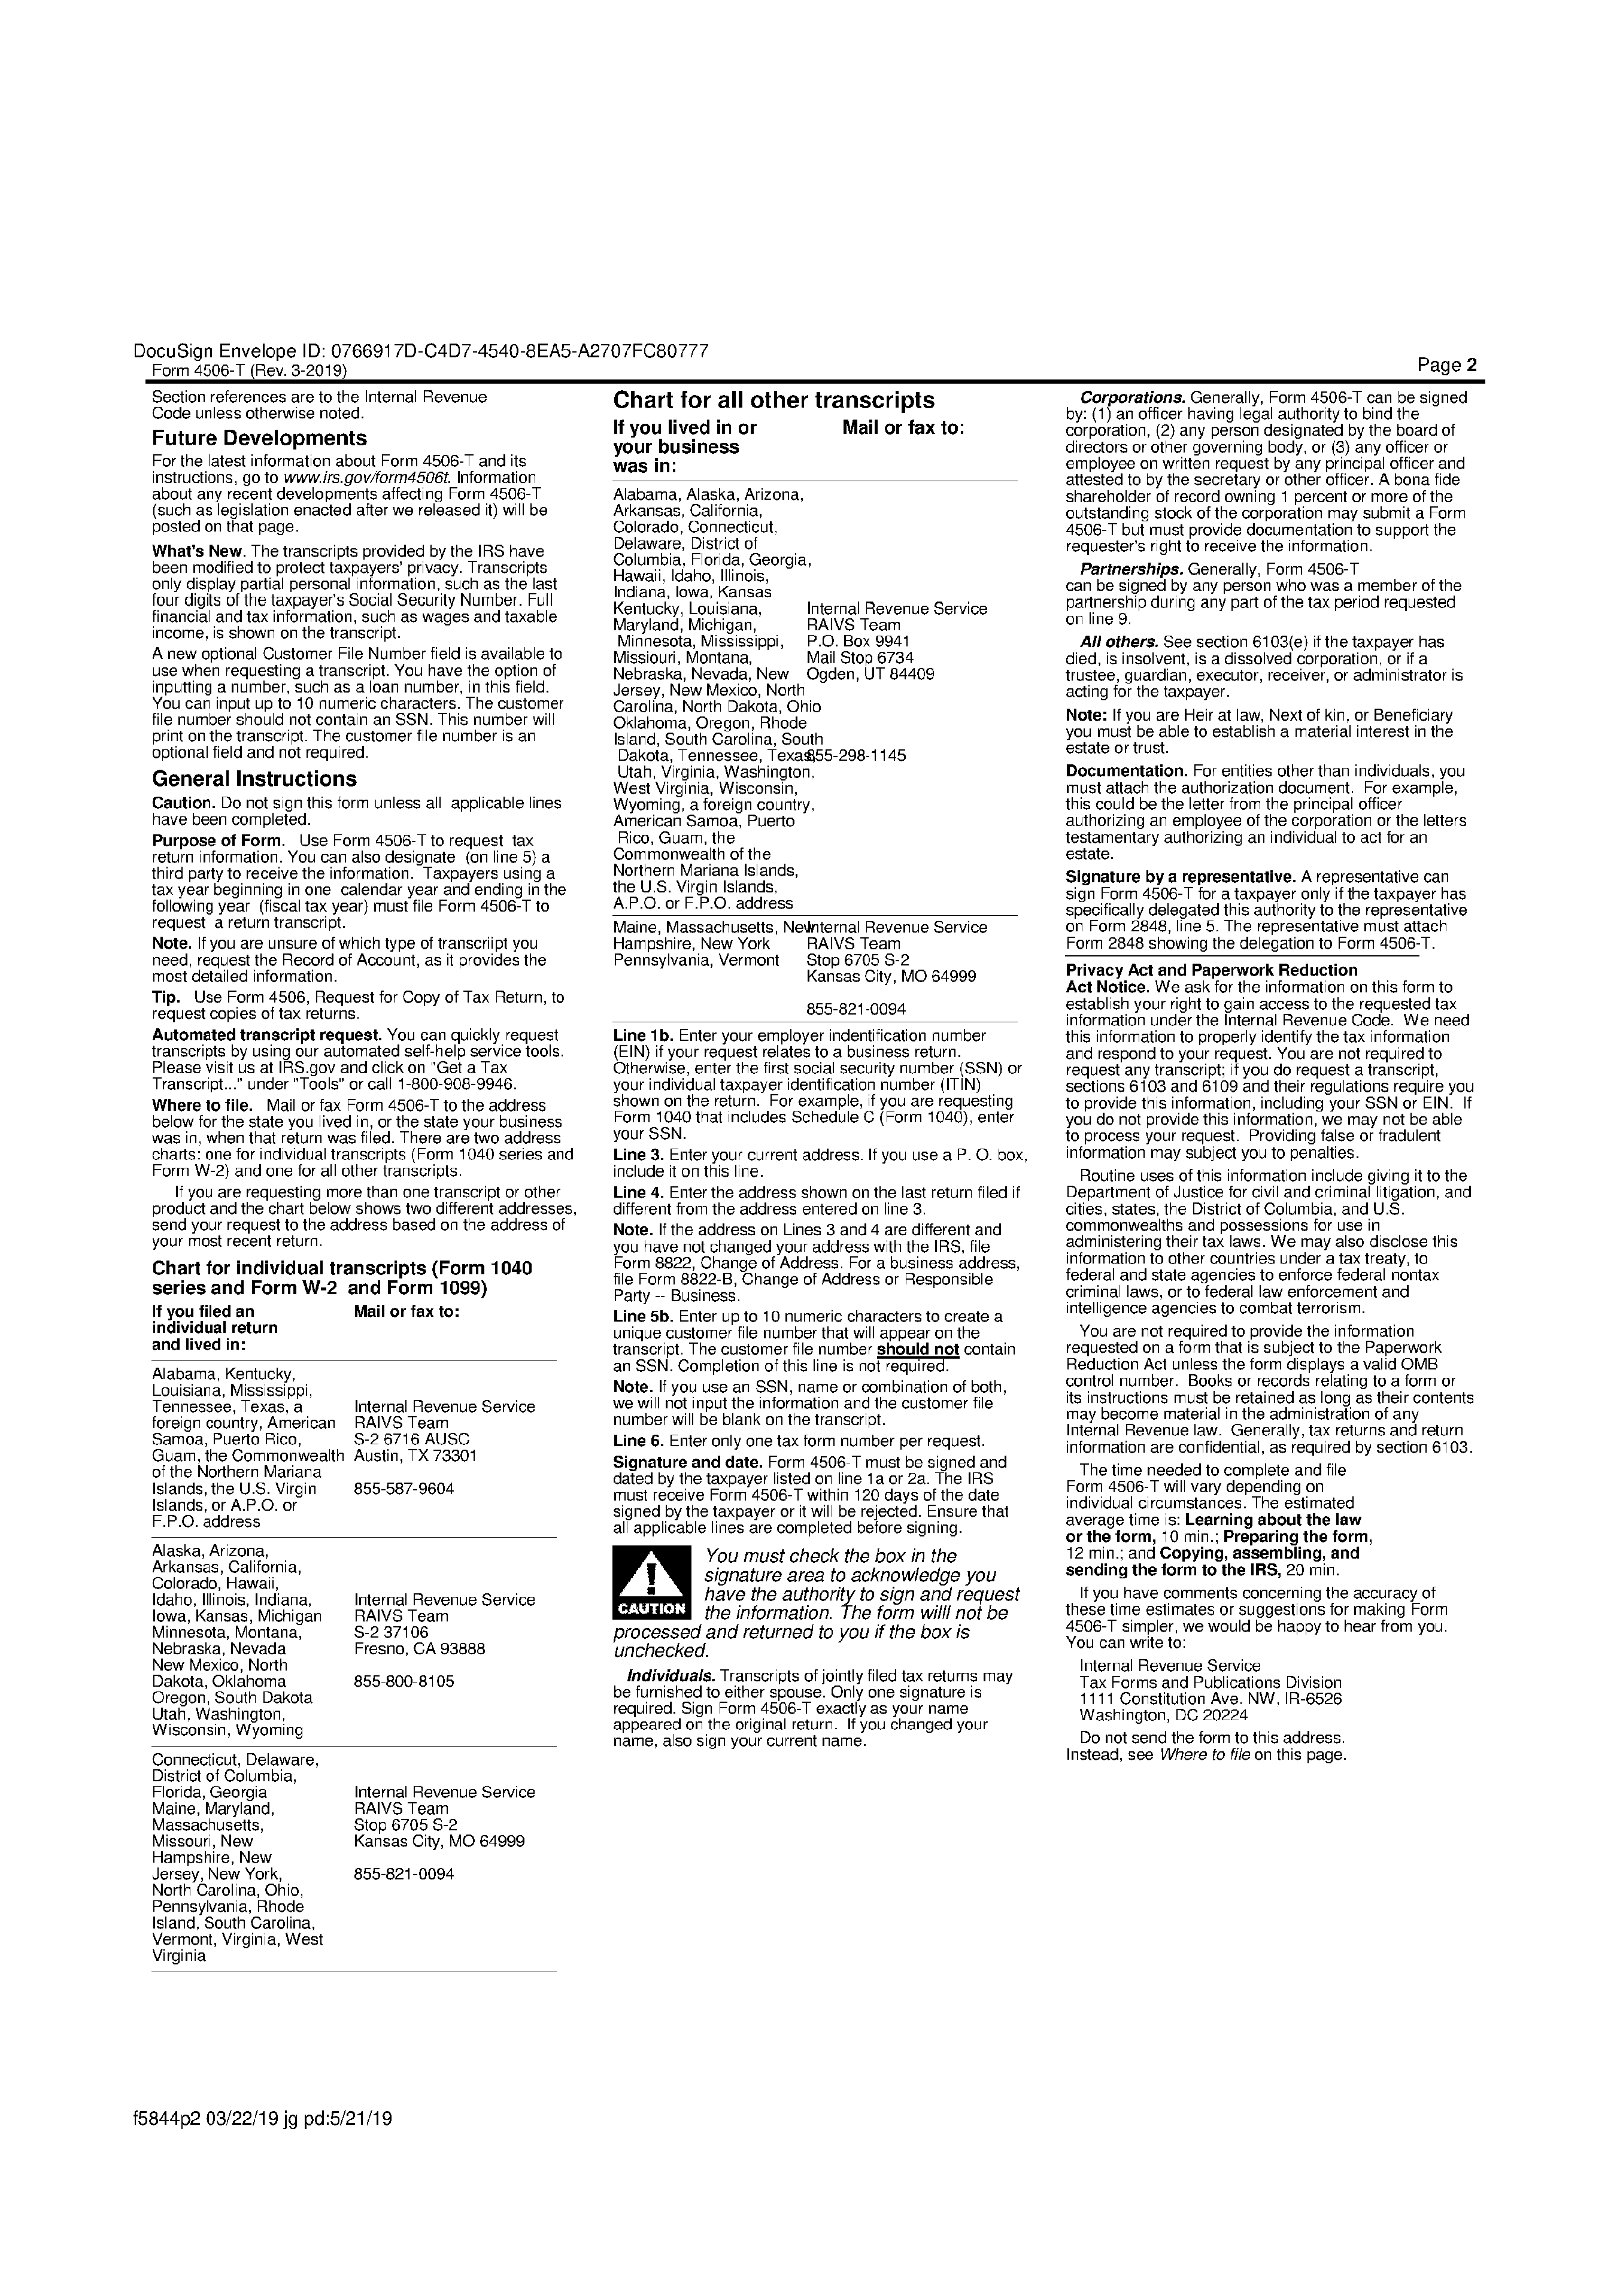 DocuSign Envelope ID: 0766917D-C4D7-4540-8EA5-A2707FC80777
Form 4506-T (Rev. 3-2019)
Page 2
Section references are to the Internal Revenue
Code unless otherwise noted.
Future Developments
For the latest information about Form 4506-T and its
instructions, go to www.irs.gov/form4506t. Information
about any recent developments affecting Form 4506-T
(such as legislation enacted after we released it) will be
posted on that page.
What's New. The transcripts provided by the IRS have
been modified to protect taxpayers' privacy. Transcripts
only display partial personal information, such as the last
four digits of the taxpayer's Social Security Number. Full
financial and tax information, such as wages and taxable
income, is shown on the transcript.
A new optional Customer File Number field is available to
use when requesting a transcript. You have the option of
inputting a number, such as a loan number, in this field.
You can input up to 10 numeric characters. The customer
file number should not contain an SSN. This number will
print on the transcript. The customer file number is an
optional field and not required.
General Instructions
Caution. Do not sign this form unless all applicable lines
have been completed.
Purpose of Form. Use Form 4506-T to request tax
return information. You can also designate (on line 5) a
third party to receive the information. Taxpayers using a
tax year beginning in one calendar year and ending in the
following year (fiscal tax year) must file Form 4506-T to
request a return transcript.
Note. If you are unsure of which type of transcriipt you
need, request the Record of Account, as it provides the
most detailed information.
Tip. Use Form 4506, Request for Copy of Tax Return, to
request copies of tax returns.
Automated transcript request. You can quickly request
transcripts by using our automated self-help service tools.
Please visit us at IRS.gov and click on "Get a Tax
Transcript..." under "Tools" or call 1-800-908-9946.
Where to file. Mail or fax Form 4506-T to the address
below for the state you lived in, or the state your business
was in, when that return was filed. There are two address
charts: one for individual transcripts (Form 1040 series and
Form W-2) and one for all other transcripts.
If you are requesting more than one transcript or other
product and the chart below shows two different addresses,
send your request to the address based on the address of
your most recent return.
Chart for individual transcripts (Form 1040
series and Form W-2 and Form 1099)
If you filed an
individual return
and lived in:
Mail or fax to:
Alabama, Kentucky,
Louisiana, Mississippi,
Tennessee, Texas, a
foreign country, American
Samoa, Puerto Rico,
Guam, the Commonwealth
of the Northern Mariana
Islands, the U.S. Virgin
Islands, or A.P.O. or
F.P.O. address
Internal Revenue Service
RAIVS Team
S-2 6716 AUSC
Austin, TX 73301
855-587-9604
Alaska, Arizona,
Arkansas, California,
Colorado, Hawaii,
Idaho, Illinois, Indiana,
Iowa, Kansas, Michigan
Minnesota, Montana,
Nebraska, Nevada
New Mexico, North
Dakota, Oklahoma
Oregon, South Dakota
Utah, Washington,
Wisconsin, Wyoming
Internal Revenue Service
RAIVS Team
S-2 37106
Fresno, CA 93888
855-800-8105
Connecticut, Delaware,
District of Columbia,
Florida, Georgia
Maine, Maryland,
Massachusetts,
Missouri, New
Hampshire, New
Jersey, New York,
North Carolina, Ohio,
Pennsylvania, Rhode
Island, South Carolina,
Vermont, Virginia, West
Virginia
Internal Revenue Service
RAIVS Team
Stop 6705 S-2
Kansas City, MO 64999
855-821-0094
Chart for all other transcripts
If you lived in or
your business
was in:
Mail or fax to:
Alabama, Alaska, Arizona,
Arkansas, California,
Colorado, Connecticut,
Delaware, District of
Columbia, Florida, Georgia,
Hawaii, Idaho, Illinois,
Indiana, Iowa, Kansas
Kentucky, Louisiana,
Maryland, Michigan,
Minnesota, Mississippi,
Missiouri, Montana,
Nebraska, Nevada, New
Jersey, New Mexico, North
Carolina, North Dakota, Ohio
Oklahoma, Oregon, Rhode
Island, South Carolina, South
Dakota, Tennessee, Texas,
Utah, Virginia, Washington,
West Virginia, Wisconsin,
Wyoming, a foreign country,
American Samoa, Puerto
Rico, Guam, the
Commonwealth of the
Northern Mariana Islands,
the U.S. Virgin Islands,
A.P.O. or F.P.O. address
Internal Revenue Service
RAIVS Team
P.O. Box 9941
Mail Stop 6734
Ogden, UT 84409
855-298-1145
Maine, Massachusetts, New
Hampshire, New York
Pennsylvania, Vermont
Internal Revenue Service
RAIVS Team
Stop 6705 S-2
Kansas City, MO 64999
855-821-0094
Line 1b. Enter your employer indentification number
(EIN) if your request relates to a business return.
Otherwise, enter the first social security number (SSN) or
your individual taxpayer identification number (ITIN)
shown on the return. For example, if you are requesting
Form 1040 that includes Schedule C (Form 1040), enter
your SSN.
Line 3. Enter your current address. If you use a P. O. box,
include it on this line.
Line 4. Enter the address shown on the last return filed if
different from the address entered on line 3.
Note. If the address on Lines 3 and 4 are different and
you have not changed your address with the IRS, file
Form 8822, Change of Address. For a business address,
file Form 8822-B, Change of Address or Responsible
Party -- Business.
Line 5b. Enter up to 10 numeric characters to create a
unique customer file number that will appear on the
transcript. The customer file number should not contain
an SSN. Completion of this line is not required.
Note. If you use an SSN, name or combination of both,
we will not input the information and the customer file
number will be blank on the transcript.
Line 6. Enter only one tax form number per request.
Signature and date. Form 4506-T must be signed and
dated by the taxpayer listed on line 1a or 2a. The IRS
must receive Form 4506-T within 120 days of the date
signed by the taxpayer or it will be rejected. Ensure that
all applicable lines are completed before signing.
CAUTION
You must check the box in the
signature area to acknowledge you
have the authority to sign and request
the information. The form willl not be
processed and returned to you if the box is
unchecked.
Individuals. Transcripts of jointly filed tax returns may
be furnished to either spouse. Only one signature is
required. Sign Form 4506-T exactly as your name
appeared on the original return. If you changed your
name, also sign your current name.
Corporations. Generally, Form 4506-T can be signed
by: (1) an officer having legal authority to bind the
corporation, (2) any person designated by the board of
directors or other governing body, or (3) any officer or
employee on written request by any principal officer and
attested to by the secretary or other officer. A bona fide
shareholder of record owning 1 percent or more of the
outstanding stock of the corporation may submit a Form
4506-T but must provide documentation to support the
requester's right to receive the information.
Partnerships. Generally, Form 4506-T
can be signed by any person who was a member of the
partnership during any part of the tax period requested
on line 9.
All others. See section 6103(e) if the taxpayer has
died, is insolvent, is a dissolved corporation, or if a
trustee, guardian, executor, receiver, or administrator is
acting for the taxpayer.
Note: If you are Heir at law, Next of kin, or Beneficiary
you must be able to establish a material interest in the
estate or trust.
Documentation. For entities other than individuals, you
must attach the authorization document. For example,
this could be the letter from the principal officer
authorizing an employee of the corporation or the letters
testamentary authorizing an individual to act for an
estate.
Signature by a representative. A representative can
sign Form 4506-T for a taxpayer only if the taxpayer has
specifically delegated this authority to the representative
on Form 2848, line 5. The representative must attach
Form 2848 showing the delegation to Form 4506-T.
Privacy Act and Paperwork Reduction
Act Notice. We ask for the information on this form to
establish your right to gain access to the requested tax
information under the Internal Revenue Code. We need
this information to properly identify the tax information
and respond to your request. You are not required to
request any transcript; if you do request a transcript,
sections 6103 and 6109 and their regulations require you
to provide this information, including your SSN or EIN. If
you do not provide this information, we may not be able
to process your request. Providing false or fradulent
information may subject you to penalties.
Routine uses of this information include giving it to the
Department of Justice for civil and criminal litigation, and
cities, states, the District of Columbia, and U.S.
commonwealths and possessions for use in
administering their tax laws. We may also disclose this
information to other countries under a tax treaty, to
federal and state agencies to enforce federal nontax
criminal laws, or to federal law enforcement and
intelligence agencies to combat terrorism.
You are not required to provide the information
requested on a form that is subject to the Paperwork
Reduction Act unless the form displays a valid OMB
control number. Books or records relating to a form or
its instructions must be retained as long as their contents
may become material in the administration of any
Internal Revenue law. Generally, tax returns and return
information are confidential, as required by section 6103.
The time needed to complete and file
Form 4506-T will vary depending on
individual circumstances. The estimated
average time is: Learning about the law
or the form, 10 min.; Preparing the form,
12 min.; and Copying, assembling, and
sending the form to the IRS, 20 min.
If you have comments concerning the accuracy of
these time estimates or suggestions for making Form
4506-T simpler, we would be happy to hear from you.
You can write to:
Internal Revenue Service
Tax Forms and Publications Division
1111 Constitution Ave. NW, IR-6526
Washington, DC 20224
Do not send the form to this address.
Instead, see Where to file on this page.
f5844p2 03/22/19 jg pd:5/21/19